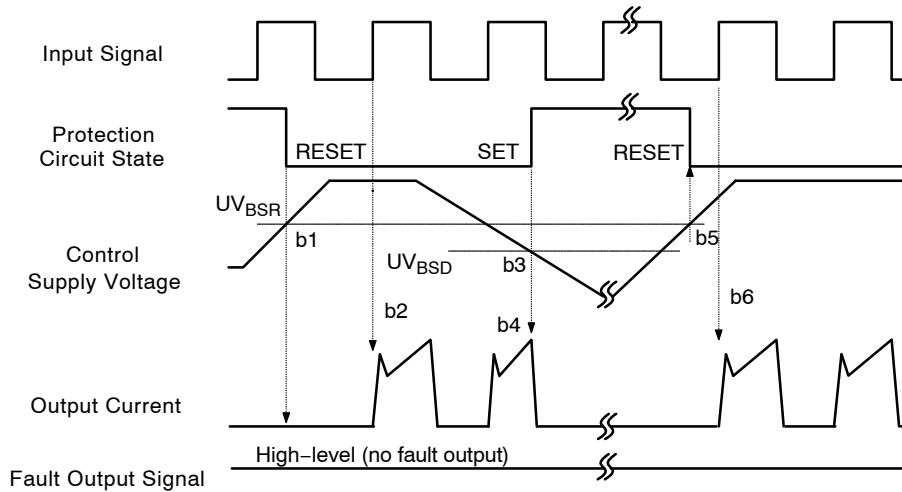 Input Signal
Protection
Circuit State
RESET
SET
RESET
UVBSR
b1
b5
Control
Supply Voltage
UVBSD
b3
b2
b4
b6
Output Current
High−level (no fault output)
Fault Output Signal